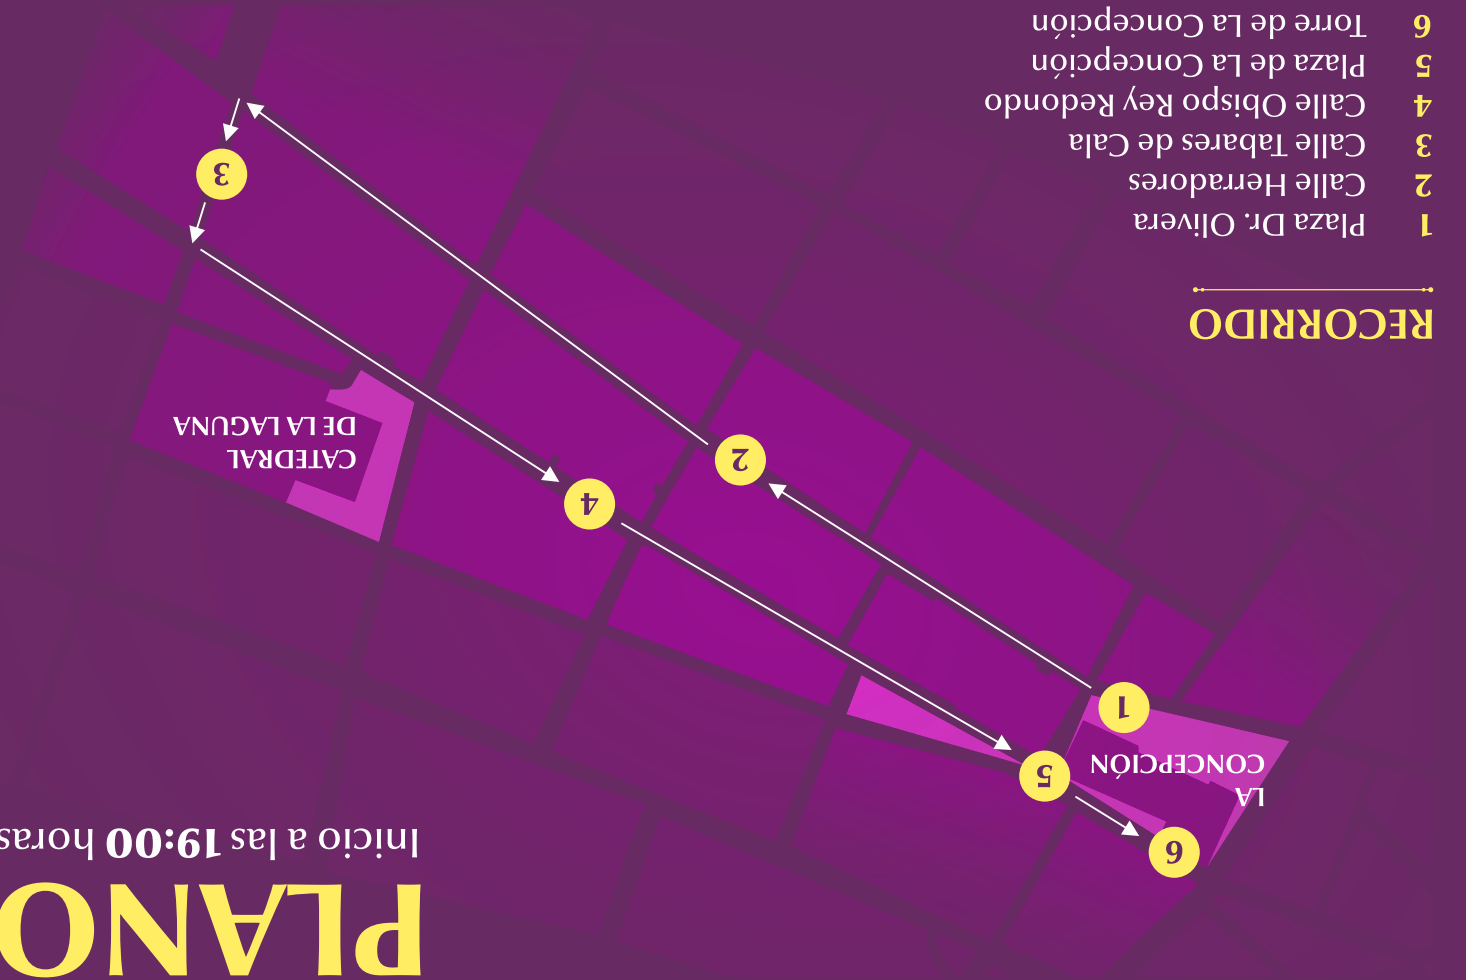 PLANO
Inicio a las 19:00 horas
LA
CONCEPCIÓN
CATEDRAL
DE LA LAGUNA
6
5
1
4
2
3
RECORRIDO
1 Plaza Dr. Olivera
2 Calle Herradores
3 Calle Tabares de Cala
4 Calle Obispo Rey Redondo
5 Plaza de La Concepción
6 Torre de La Concepción